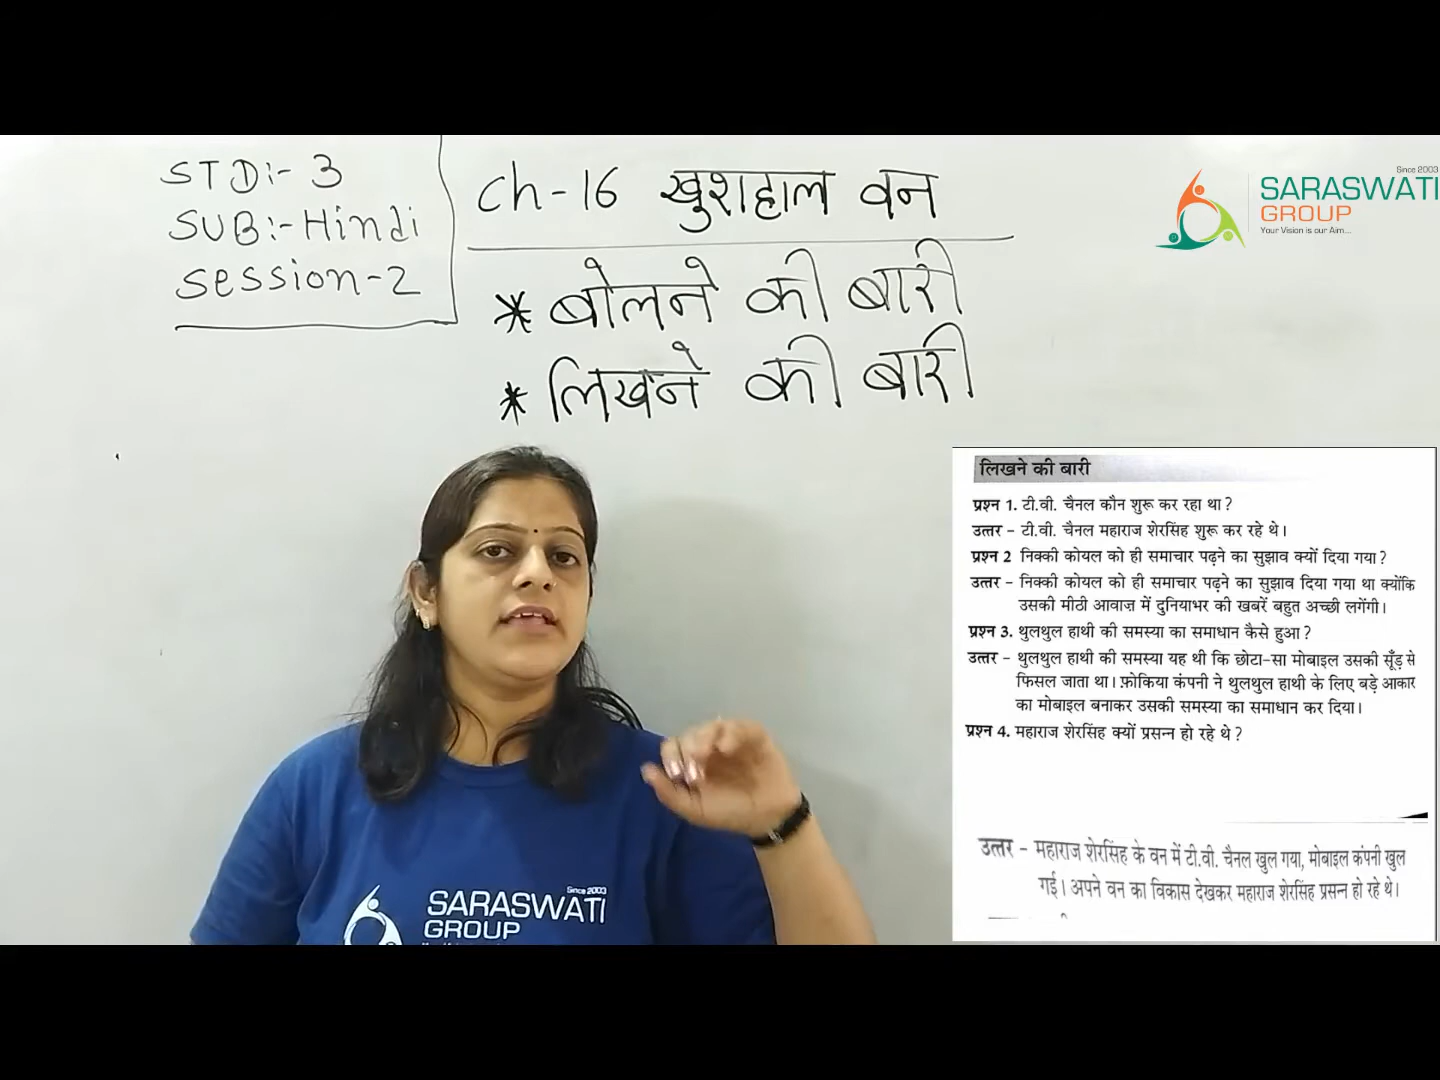 STD:- 3
SUB:- Hindi
Session-2
Ch-16 खुशहाल वन
* बोलने की बारी
* लिखने की बारी
Since 2003
SARASWATI
GROUP
Your Vision is our Aim...
लिखने की बारी
प्रश्न 1. टी.वी. चैनल कौन शुरू कर रहा था?
उत्तर - टी.वी. चैनल महाराज शेरसिंह शुरू कर रहे थे।
प्रश्न 2 निक्की कोयल को ही समाचार पढ़ने का सुझाव क्यों दिया गया?
उत्तर - निक्की कोयल को ही समाचार पढ़ने का सुझाव दिया गया था क्योंकि
उसकी मीठी आवाज में दुनियाभर की खबरें बहुत अच्छी लगेंगी।
प्रश्न 3. थुलथुल हाथी की समस्या का समाधान कैसे हुआ?
उत्तर - थुलथुल हाथी की समस्या यह थी कि छोटा-सा मोबाइल उसकी सूँड़ से
फिसल जाता था। फ़ोकिया कंपनी ने थुलथुल हाथी के लिए बड़े आकार
का मोबाइल बनाकर उसकी समस्या का समाधान कर दिया।
प्रश्न 4. महाराज शेरसिंह क्यों प्रसन्न हो रहे थे?
उत्तर - महाराज शेरसिंह के वन में टी.वी. चैनल खुल गया, मोबाइल कंपनी खुल
गई। अपने वन का विकास देखकर महाराज शेरसिंह प्रसन्न हो रहे थे।
Since 2003
SARASWATI
GROUP